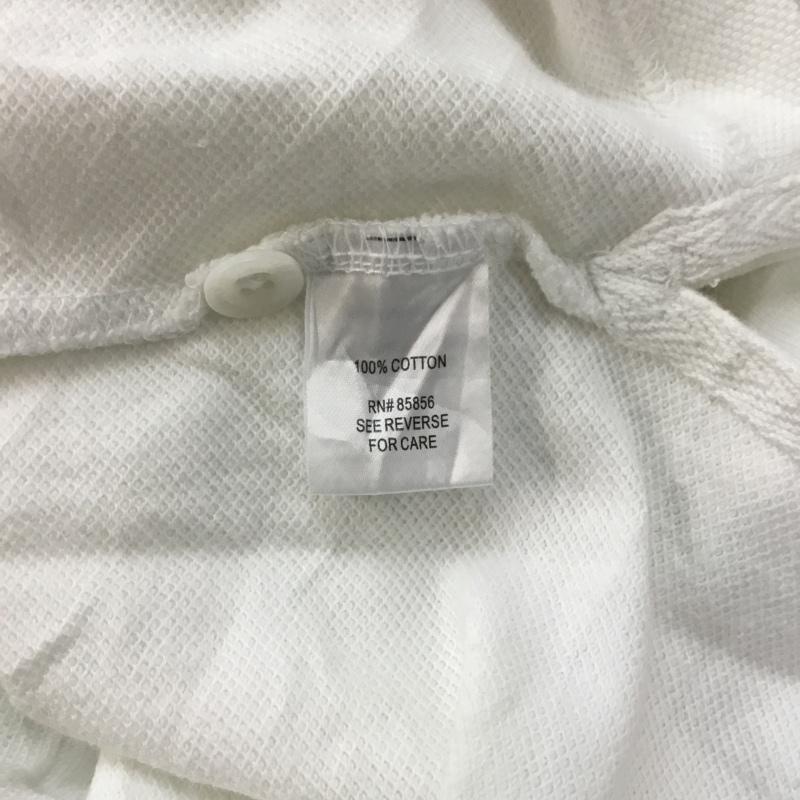 100% COTTON
RN# 85856
SEE REVERSE
FOR CARE